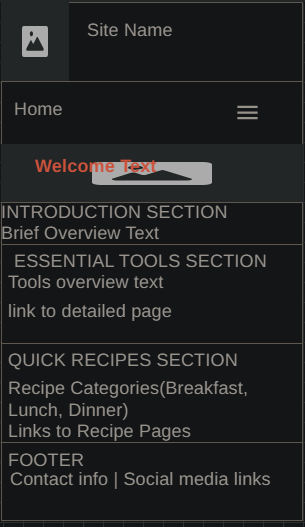 Site Name
Home
Welcome Text
INTRODUCTION SECTION
Brief Overview Text
ESSENTIAL TOOLS SECTION
Tools overview text
link to detailed page
QUICK RECIPES SECTION
Recipe Categories(Breakfast,
Lunch, Dinner)
Links to Recipe Pages
FOOTER
Contact info | Social media links